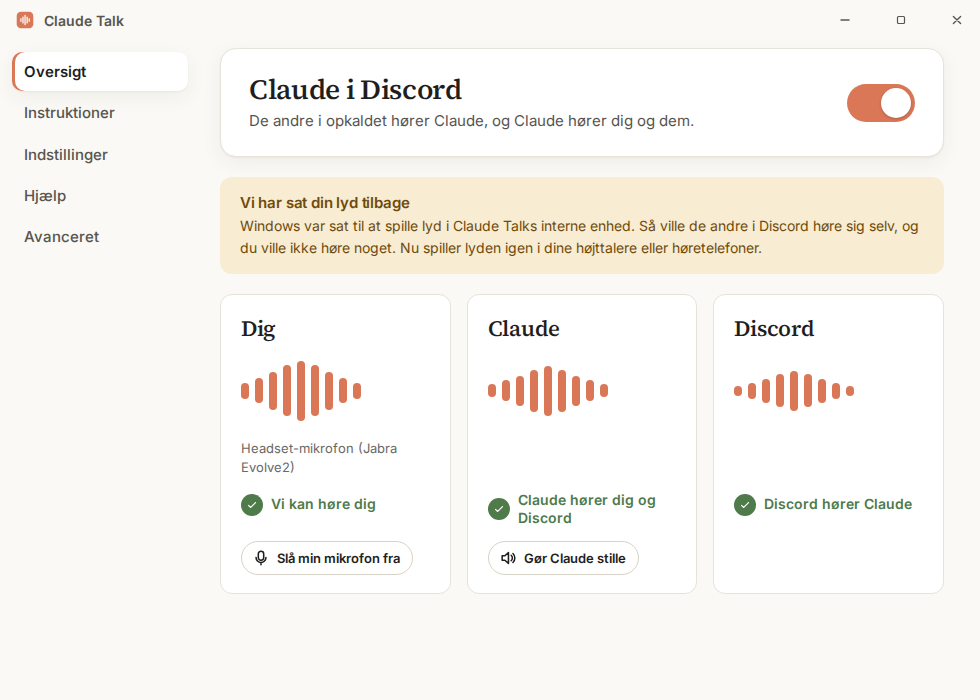 Claude Talk
Oversigt
Instruktioner
Indstillinger
Hjælp
Avanceret
Claude i Discord
De andre i opkaldet hører Claude, og Claude hører dig og dem.
Vi har sat din lyd tilbage
Windows var sat til at spille lyd i Claude Talks interne enhed. Så ville de andre i Discord høre sig selv, og
du ville ikke høre noget. Nu spiller lyden igen i dine højttalere eller høretelefoner.
Dig
Headset-mikrofon (Jabra
Evolve2)
Vi kan høre dig
Slå min mikrofon fra
Claude
Claude hører dig og
Discord
Gør Claude stille
Discord
Discord hører Claude